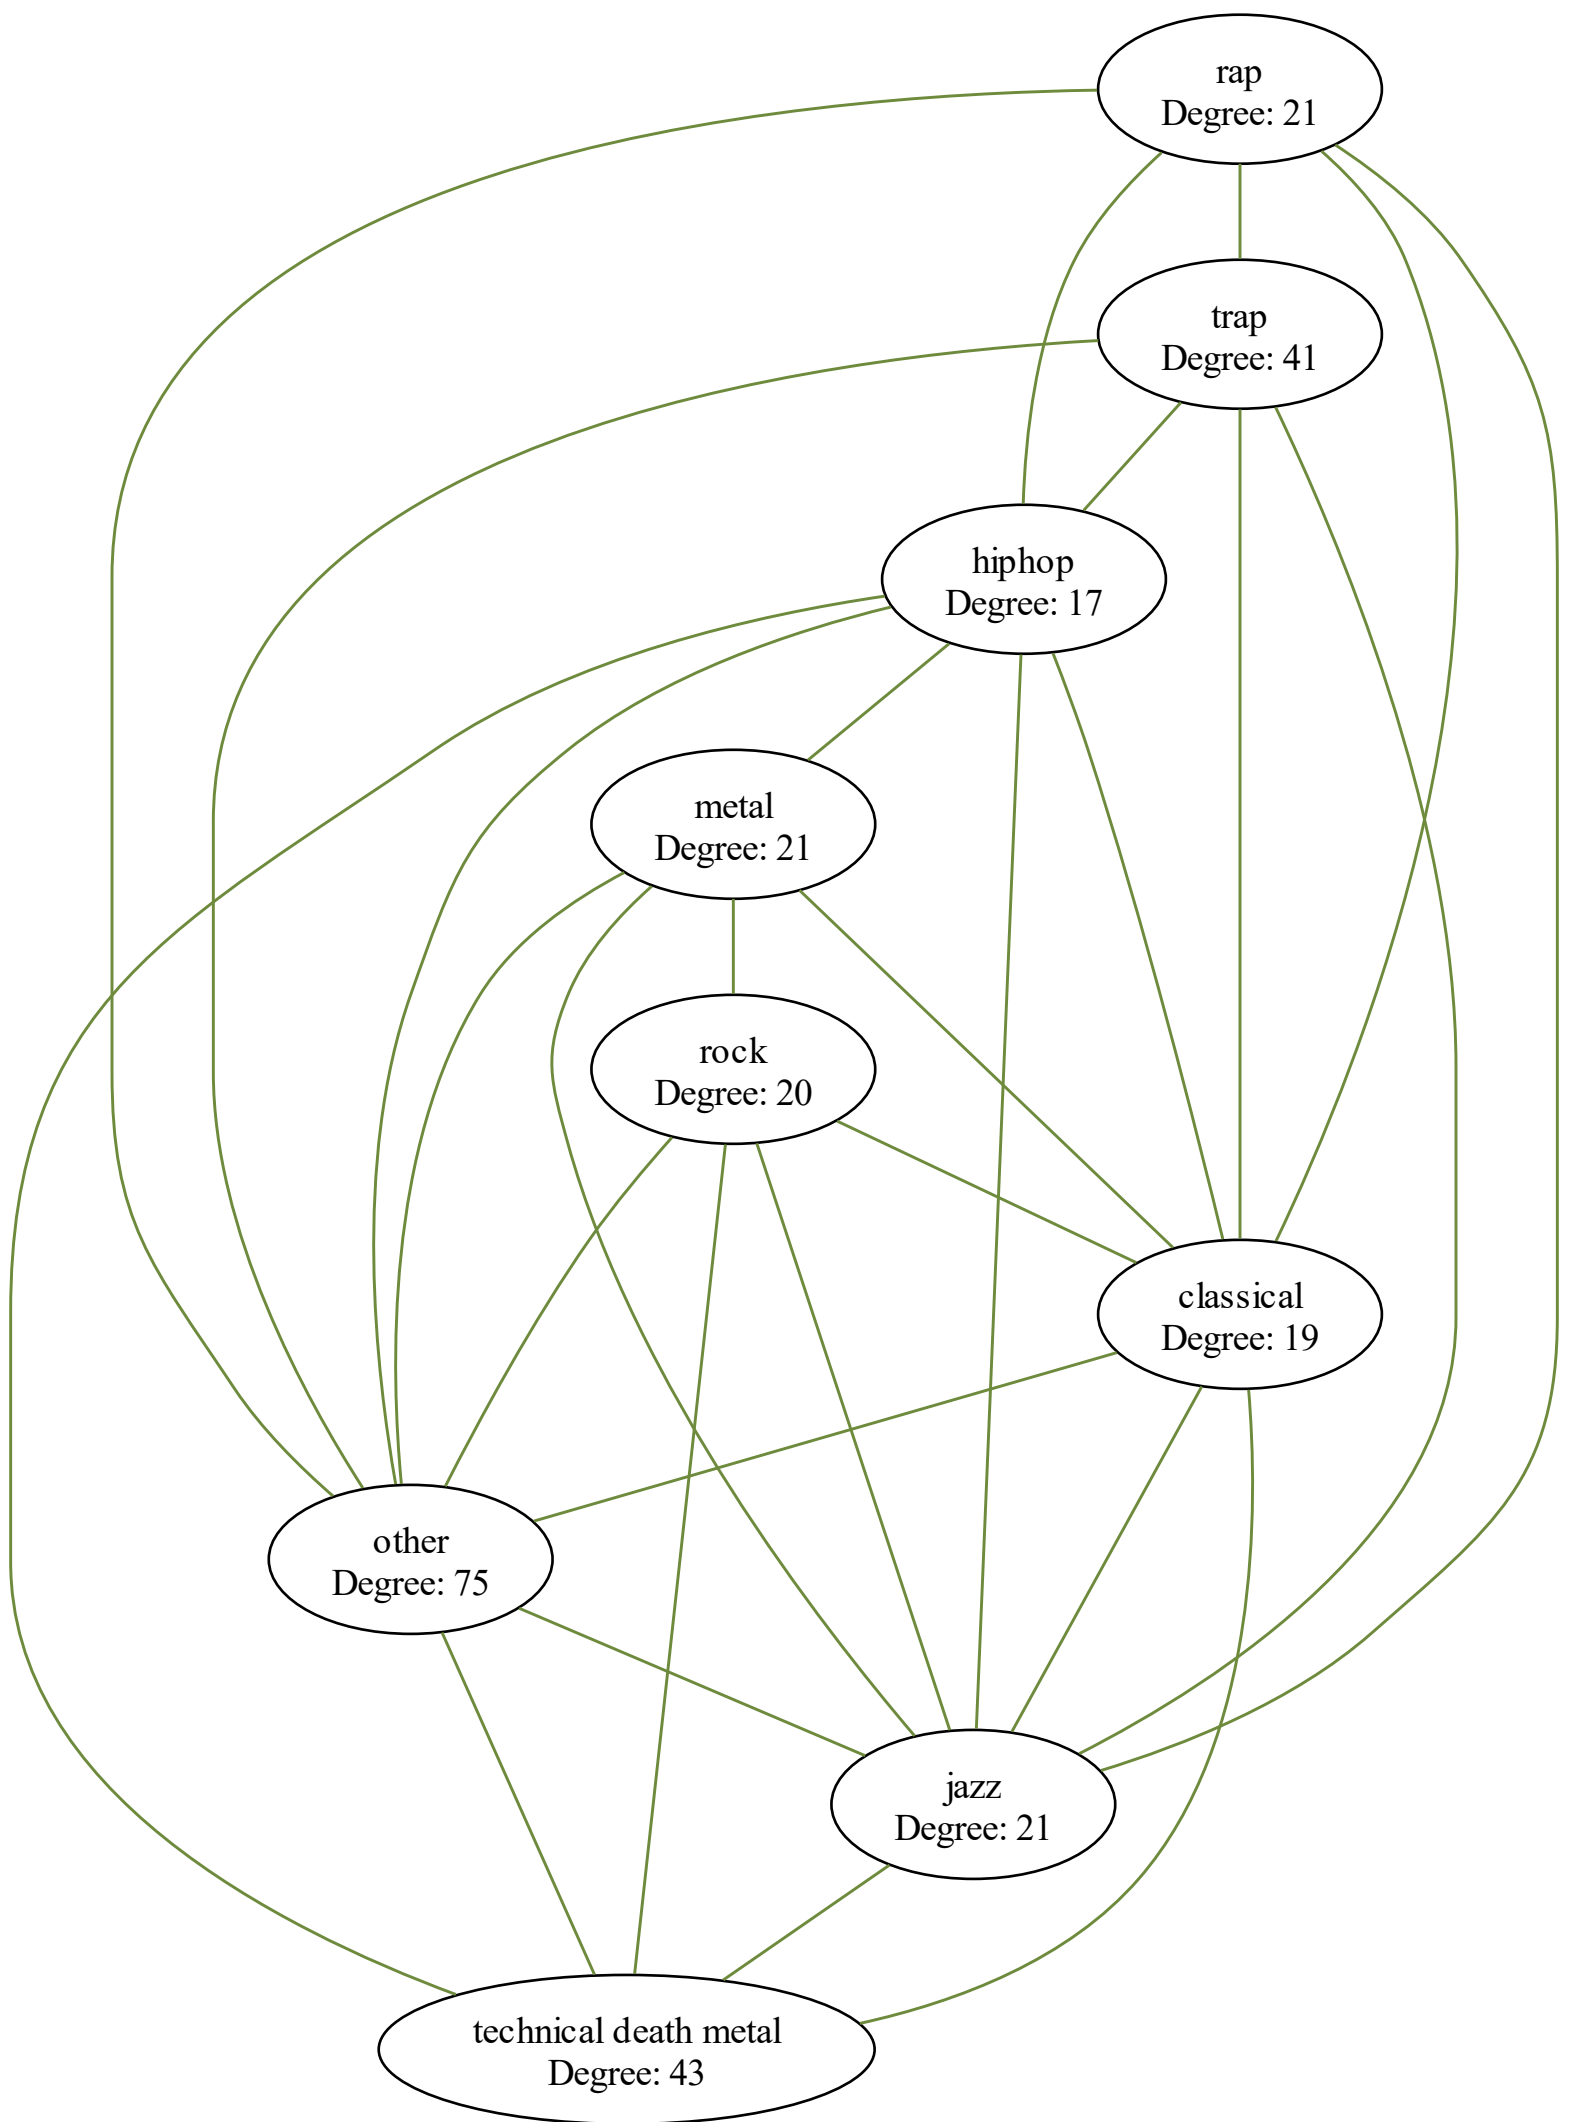 rap
Degree: 21
trap
Degree: 41
hiphop
Degree: 17
metal
Degree: 21
rock
Degree: 20
classical
Degree: 19
other
Degree: 75
jazz
Degree: 21
technical death metal
Degree: 43